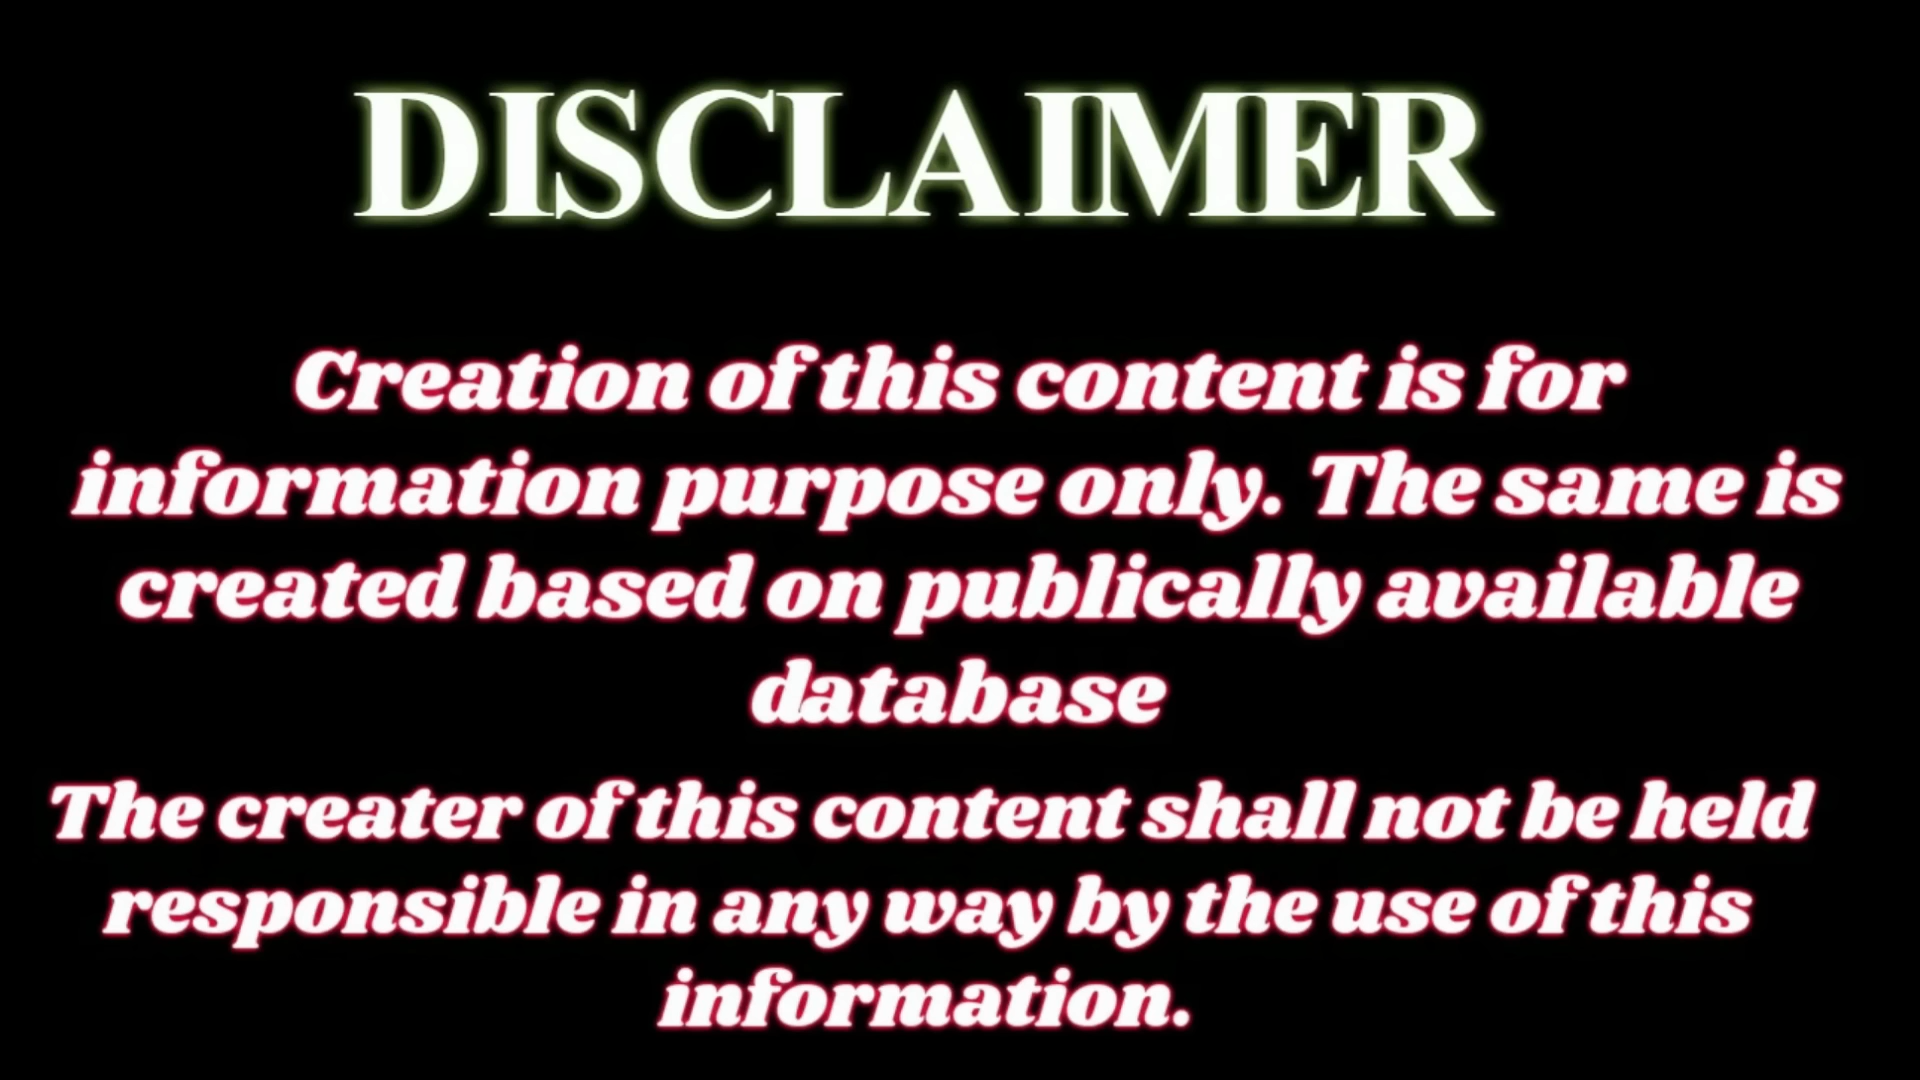 DISCLAIMER
Creation of this content is for
information purpose only. The same is
created based on publically available
database
The creater of this content shall not be held
responsible in any way by the use of this
information.